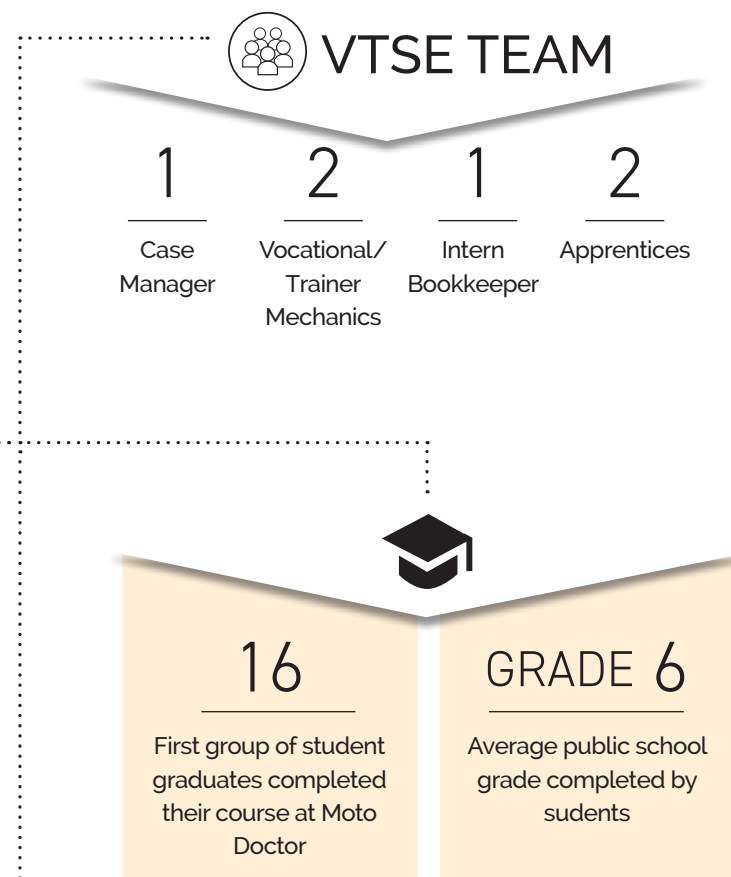 VTSE TEAM
1
Case
Manager
2
Vocational/
Trainer
Mechanics
1
Intern
Bookkeeper
2
Apprentices
16
First group of student
graduates completed
their course at Moto
Doctor
GRADE 6
Average public school
grade completed by
sudents